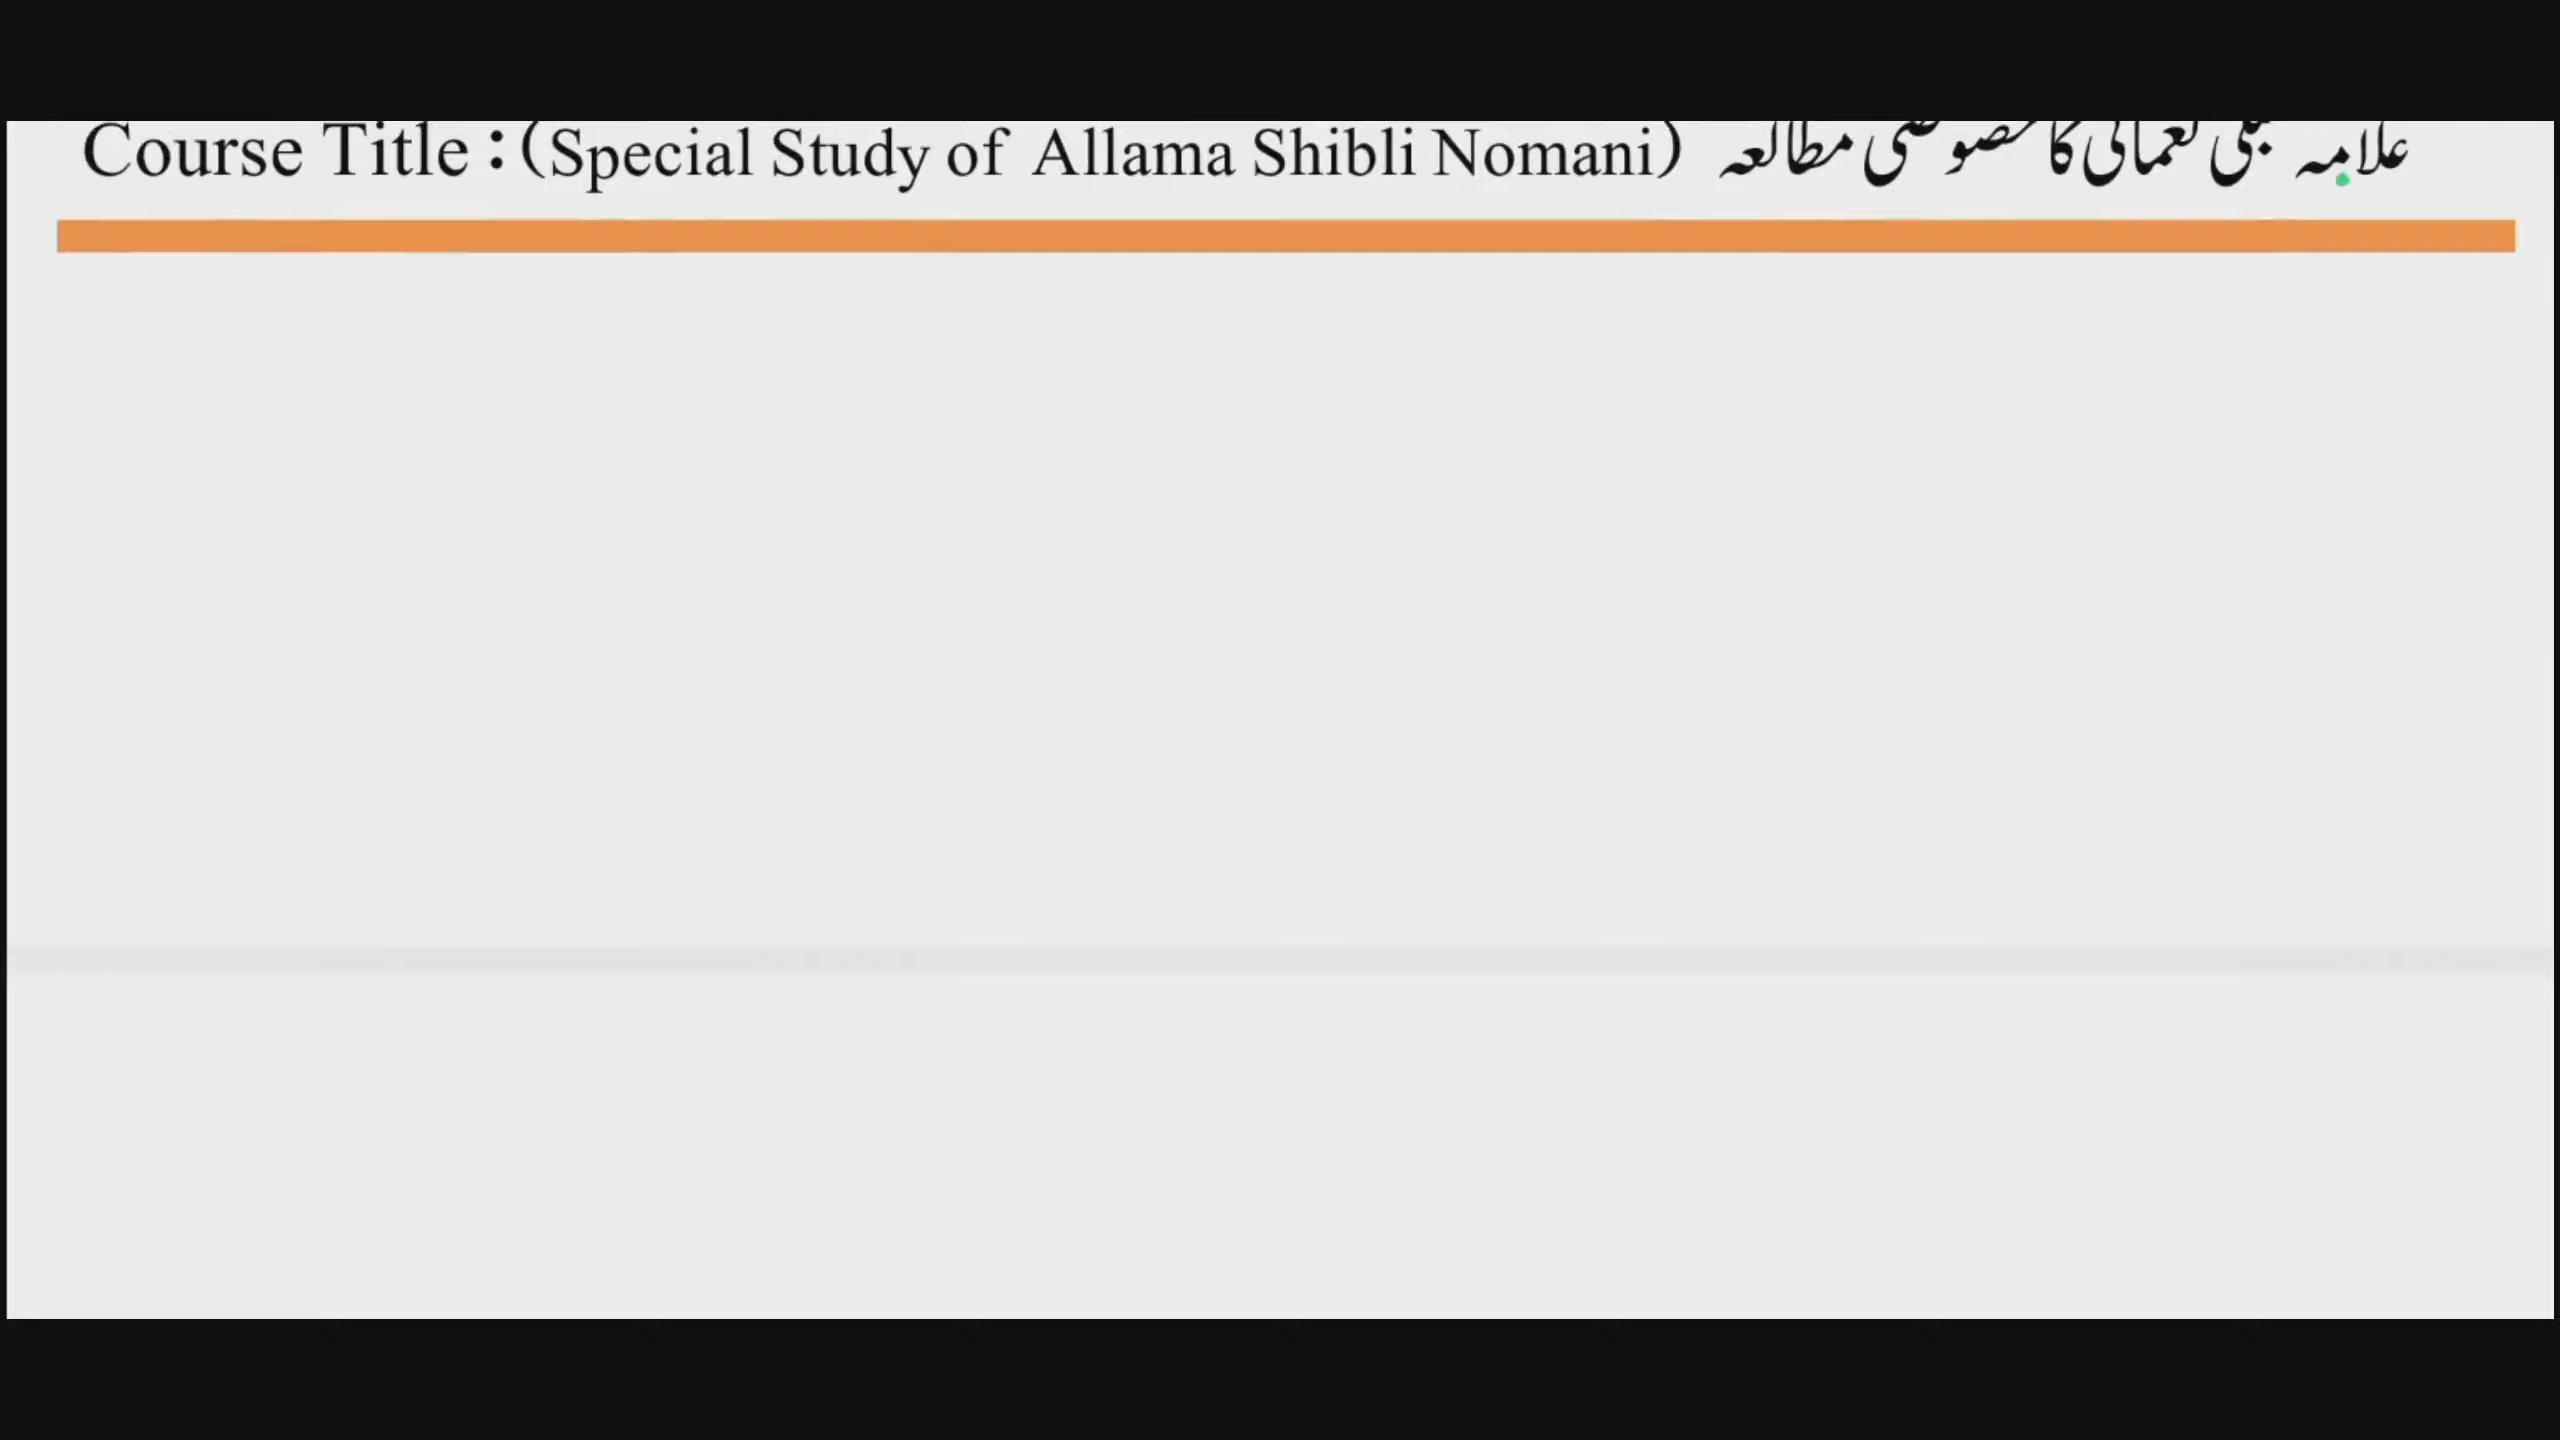 Course Title : (Special Study of Allama Shibli Nomani) علامہ شبلی نعمانی کا خصوصی مطالعہ